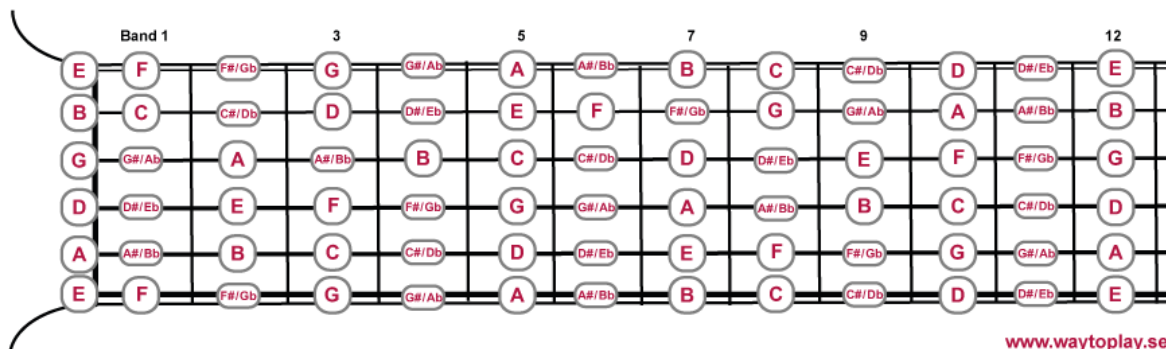 Band 1 3 5 7 9 12
E F F#/Gb G G#/Ab A A#/Bb B C C#/Db D D#/Eb E
B C C#/Db D D#/Eb E F F#/Gb G G#/Ab A A#/Bb B
G G#/Ab A A#/Bb B C C#/Db D D#/Eb E F F#/Gb G
D D#/Eb E F F#/Gb G G#/Ab A A#/Bb B C C#/Db D
A A#/Bb B C C#/Db D D#/Eb E F F#/Gb G G#/Ab A
E F F#/Gb G G#/Ab A A#/Bb B C C#/Db D D#/Eb E
www.waytoplay.se